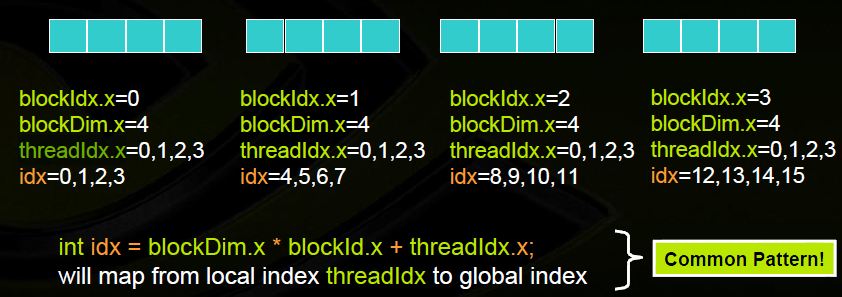 blockIdx.x=0
blockDim.x=4
threadIdx.x=0,1,2,3
idx=0,1,2,3
blockIdx.x=1
blockDim.x=4
threadIdx.x=0,1,2,3
idx=4,5,6,7
blockIdx.x=2
blockDim.x=4
threadIdx.x=0,1,2,3
idx=8,9,10,11
blockIdx.x=3
blockDim.x=4
threadIdx.x=0,1,2,3
idx=12,13,14,15
int idx = blockDim.x * blockId.x + threadIdx.x;
will map from local index threadIdx to global index
Common Pattern!